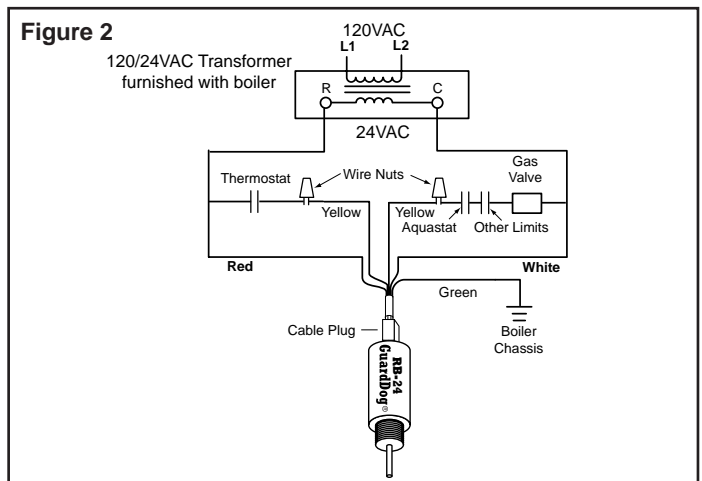 Figure 2
120VAC
L1 L2
120/24VAC Transformer
furnished with boiler
R C
24VAC
Gas
Valve
Thermostat
Wire Nuts
Yellow
Yellow
Aquastat
Other Limits
Red
White
Green
Cable Plug
Boiler
Chassis
RB-24
GuardDog®